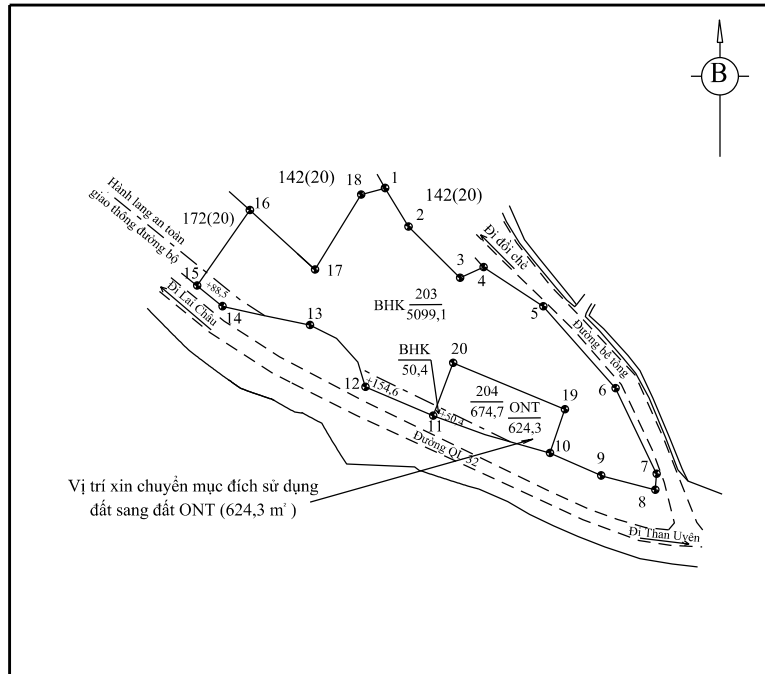 B
142(20)
18
1
142(20)
16
Hành lang an toàn
giao thông đường bộ
172(20)
2
Đi đồi chè
17
3
4
15
+88,5
Đi Lai Châu
14
13
BHK
203
5099,1
5
Đường bê tông
BHK
50,4
20
6
12
+154,6
204
674,7
ONT
624,3
19
+50,4
11
Đường QL 32
10
9
7
8
Vị trí xin chuyển mục đích sử dụng
đất sang đất ONT (624,3 m²)
Đi Than Uyên